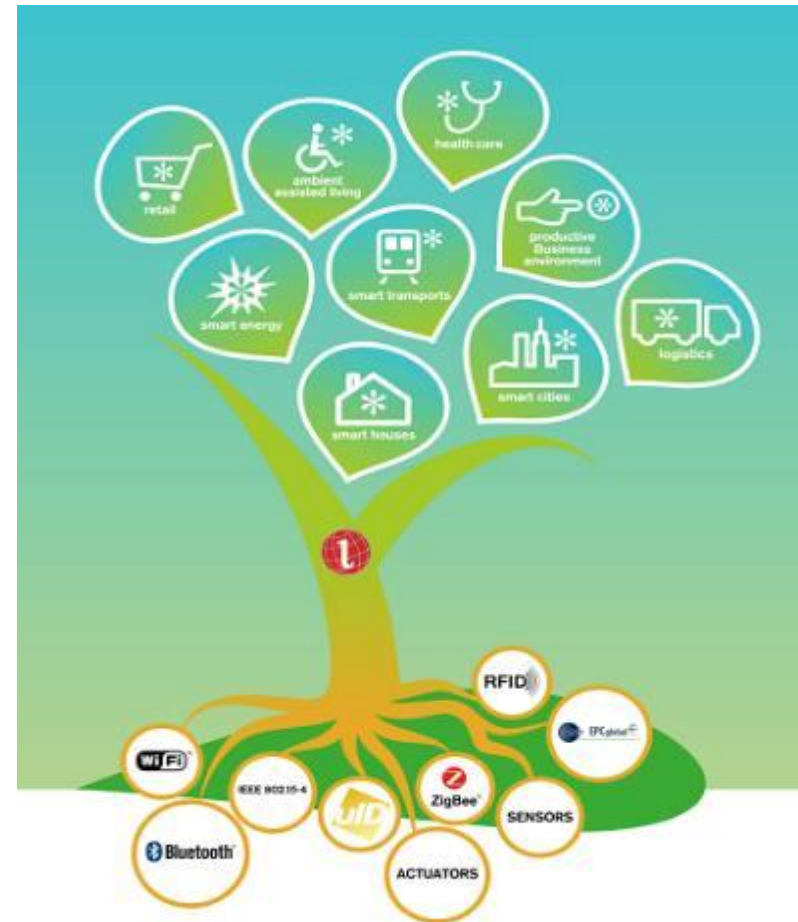 health care
ambient
assisted living
retail
productive
Business
environment
smart transports
smart energy
logistics
smart cities
smart houses
RFID
EPCglobal
WiFi
IEEE 802.15-4
uID
ZigBee
SENSORS
Bluetooth
ACTUATORS